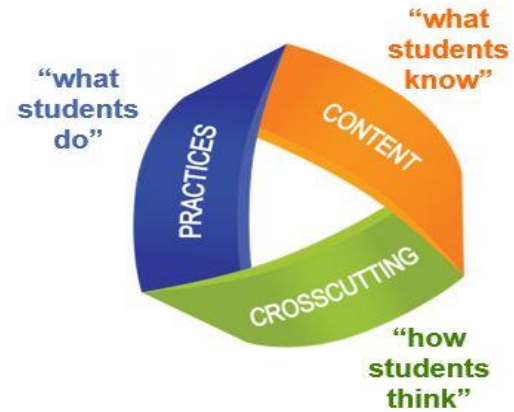 “what
students
do”
PRACTICES
“what
students
know”
CONTENT
CROSSCUTTING
“how
students
think”